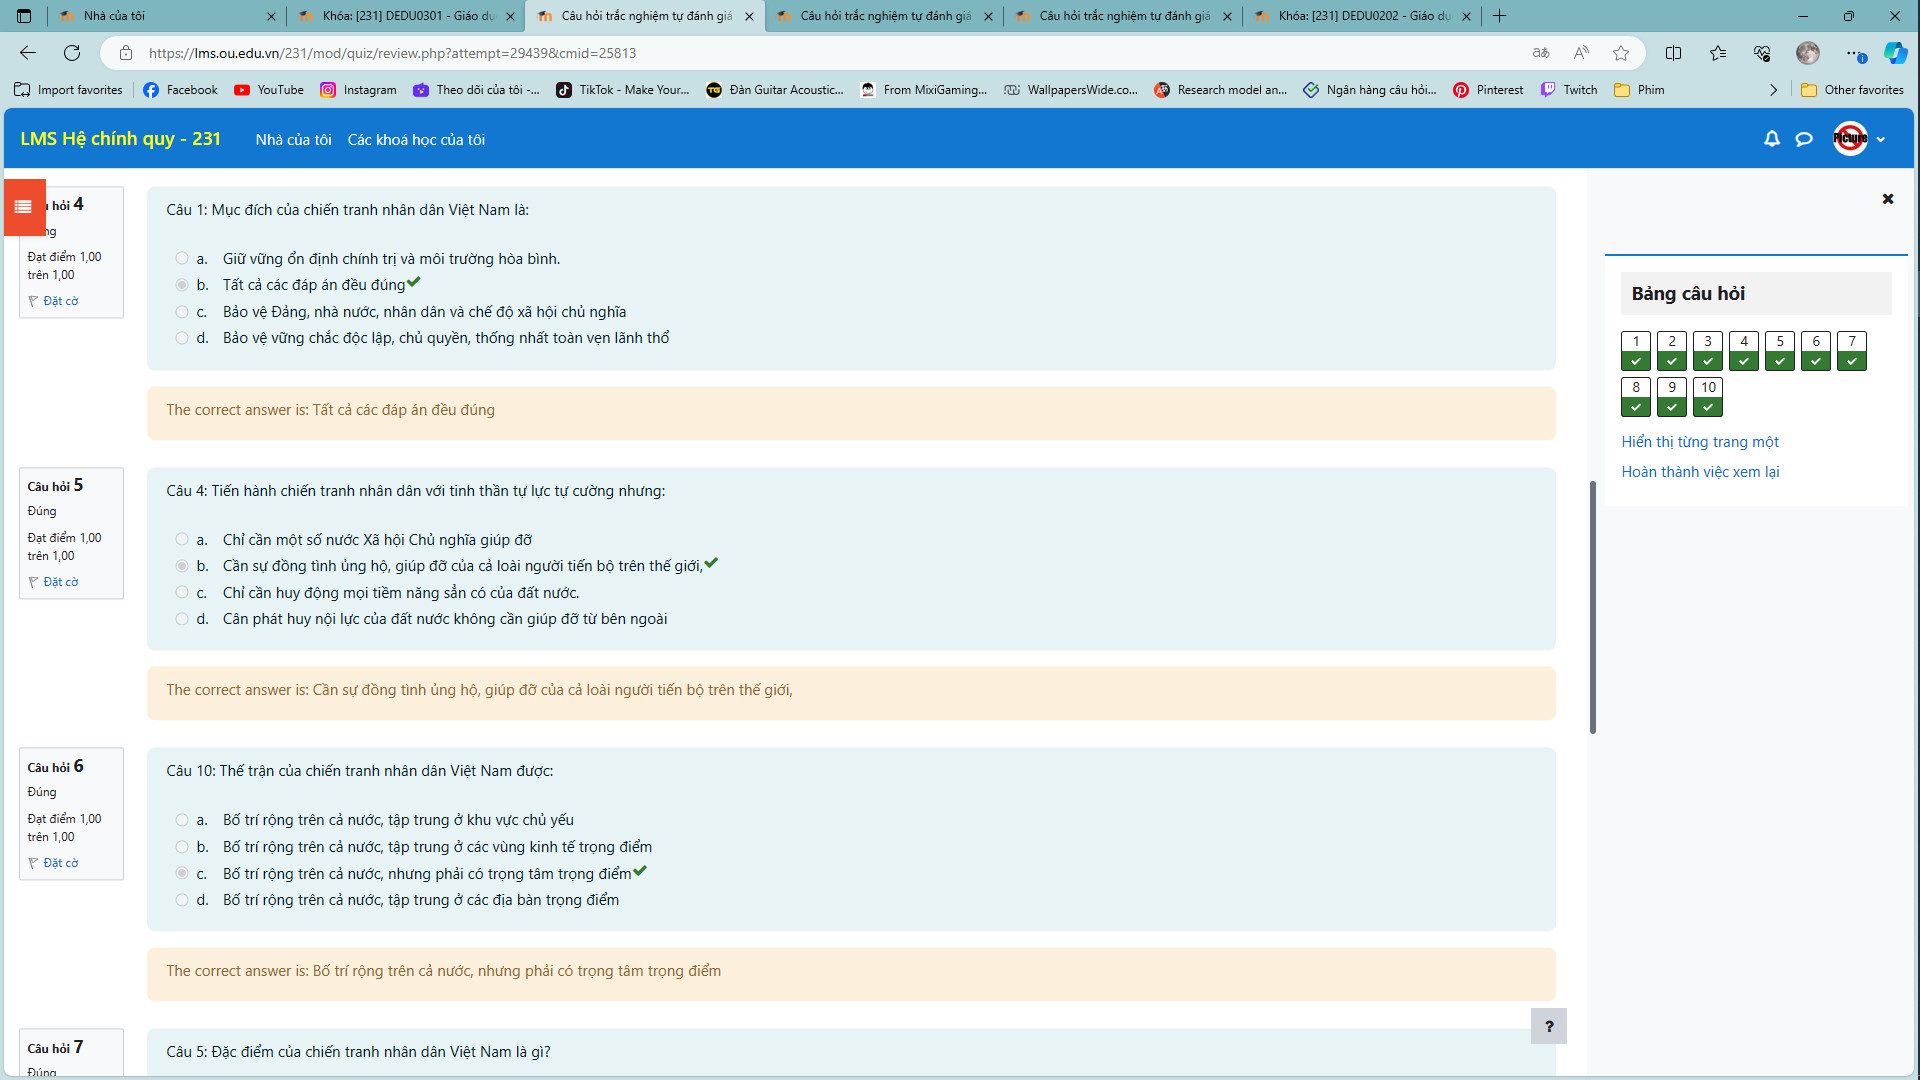 Nhà của tôi
Khóa: [231] DEDU0301 - Giáo dụ
Câu hỏi trắc nghiệm tự đánh giá
Câu hỏi trắc nghiệm tự đánh giá
Câu hỏi trắc nghiệm tự đánh giá
Khóa: [231] DEDU0202 - Giáo dụ
https://lms.ou.edu.vn/231/mod/quiz/review.php?attempt=29439&cmid=25813
Import favorites
Facebook
YouTube
Instagram
Theo dõi của tôi -...
TikTok - Make Your...
Đàn Guitar Acoustic...
From MixiGaming...
WallpapersWide.co...
Research model an...
Ngân hàng câu hỏi...
Pinterest
Twitch
Phim
Other favorites
LMS Hệ chính quy - 231
Nhà của tôi
Các khoá học của tôi
Picture
hỏi 4
ng
Đạt điểm 1,00
trên 1,00
Đặt cờ
Câu 1: Mục đích của chiến tranh nhân dân Việt Nam là:
a. Giữ vững ổn định chính trị và môi trường hòa bình.
b. Tất cả các đáp án đều đúng
c. Bảo vệ Đảng, nhà nước, nhân dân và chế độ xã hội chủ nghĩa
d. Bảo vệ vững chắc độc lập, chủ quyền, thống nhất toàn vẹn lãnh thổ
The correct answer is: Tất cả các đáp án đều đúng
Câu hỏi 5
Đúng
Đạt điểm 1,00
trên 1,00
Đặt cờ
Câu 4: Tiến hành chiến tranh nhân dân với tinh thần tự lực tự cường nhưng:
a. Chỉ cần một số nước Xã hội Chủ nghĩa giúp đỡ
b. Cần sự đồng tình ủng hộ, giúp đỡ của cả loài người tiến bộ trên thế giới,
c. Chỉ cần huy động mọi tiềm năng sẳn có của đất nước.
d. Cân phát huy nội lực của đất nước không cần giúp đỡ từ bên ngoài
The correct answer is: Cần sự đồng tình ủng hộ, giúp đỡ của cả loài người tiến bộ trên thế giới,
Câu hỏi 6
Đúng
Đạt điểm 1,00
trên 1,00
Đặt cờ
Câu 10: Thế trận của chiến tranh nhân dân Việt Nam được:
a. Bố trí rộng trên cả nước, tập trung ở khu vực chủ yếu
b. Bố trí rộng trên cả nước, tập trung ở các vùng kinh tế trọng điểm
c. Bố trí rộng trên cả nước, nhưng phải có trọng tâm trọng điểm
d. Bố trí rộng trên cả nước, tập trung ở các địa bàn trọng điểm
The correct answer is: Bố trí rộng trên cả nước, nhưng phải có trọng tâm trọng điểm
Câu hỏi 7
Đúng
Câu 5: Đặc điểm của chiến tranh nhân dân Việt Nam là gì?
?
Bảng câu hỏi
1 2 3 4 5 6 7
8 9 10
Hiển thị từng trang một
Hoàn thành việc xem lại